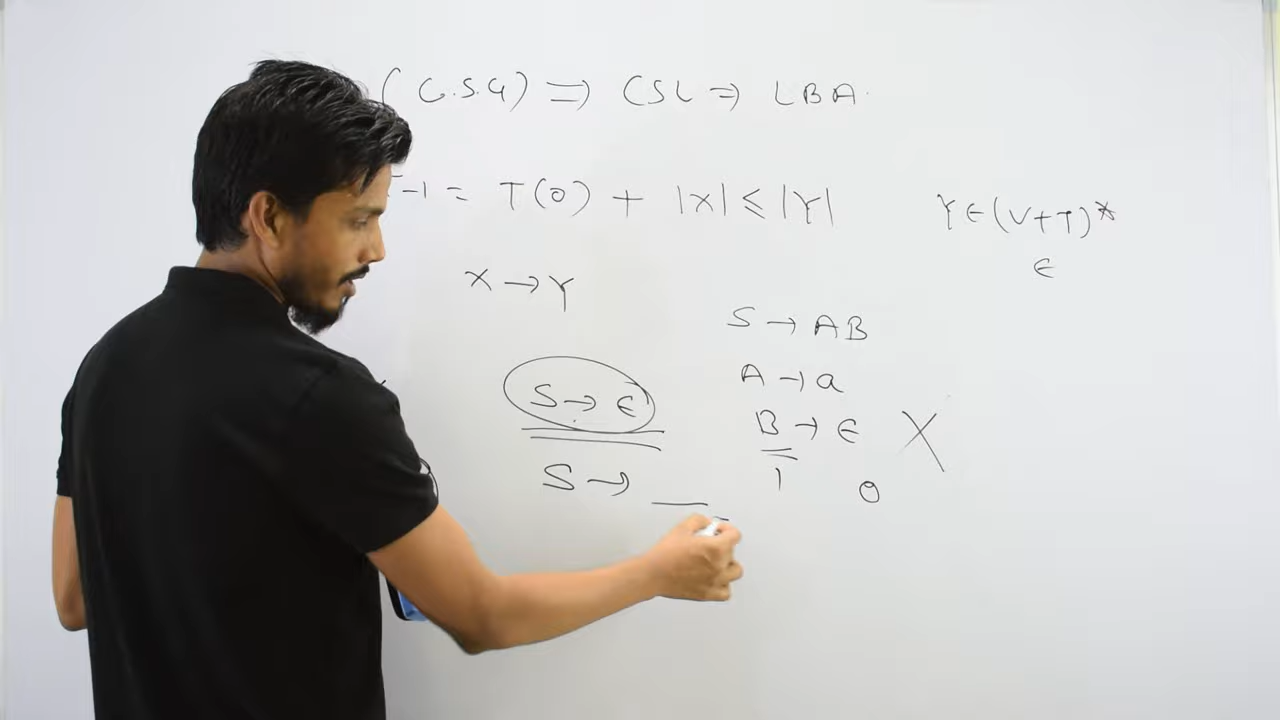 (C.S.G) ⇒ CSL ⇒ LBA.
-1 = T(0) + |X| ≤ |Y|
Y ∈ (V+T)*
ϵ
X → Y
S → AB
A → a
S → ϵ
B → ϵ X
S →
1 0